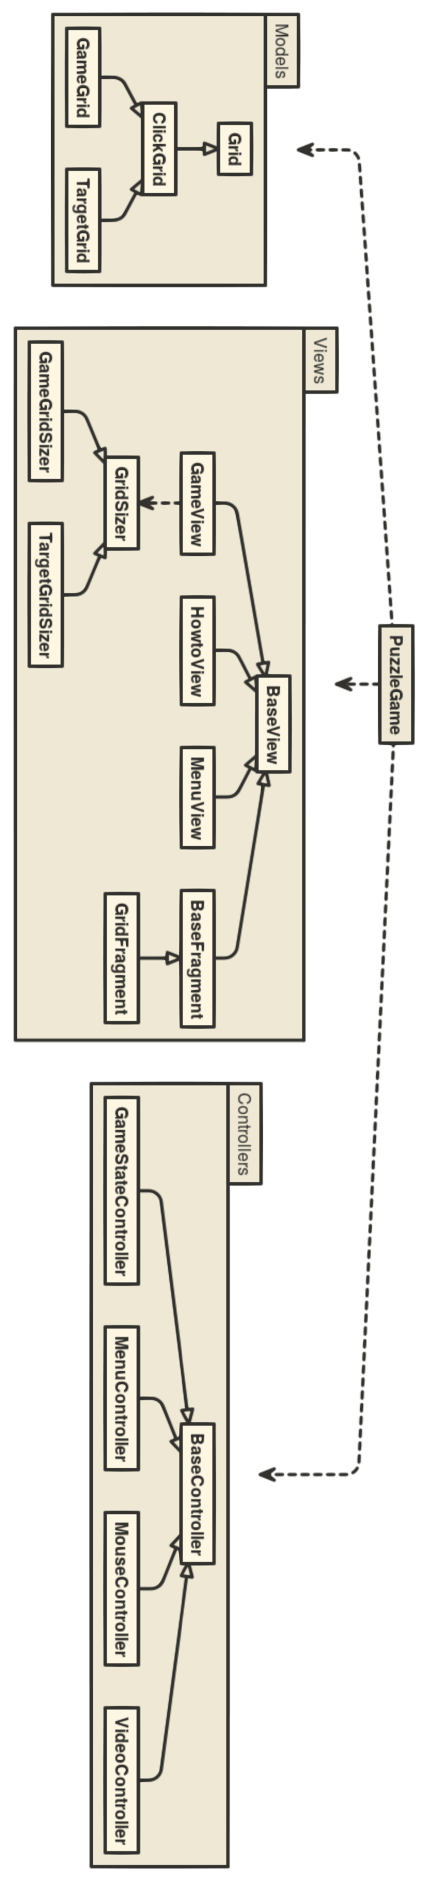 PuzzleGame
Models
Grid
ClickGrid
GameGrid
TargetGrid
Views
BaseView
GameView
HowtoView
MenuView
BaseFragment
GridSizer
GridFragment
GameGridSizer
TargetGridSizer
Controllers
BaseController
GameStateController
MenuController
MouseController
VideoController